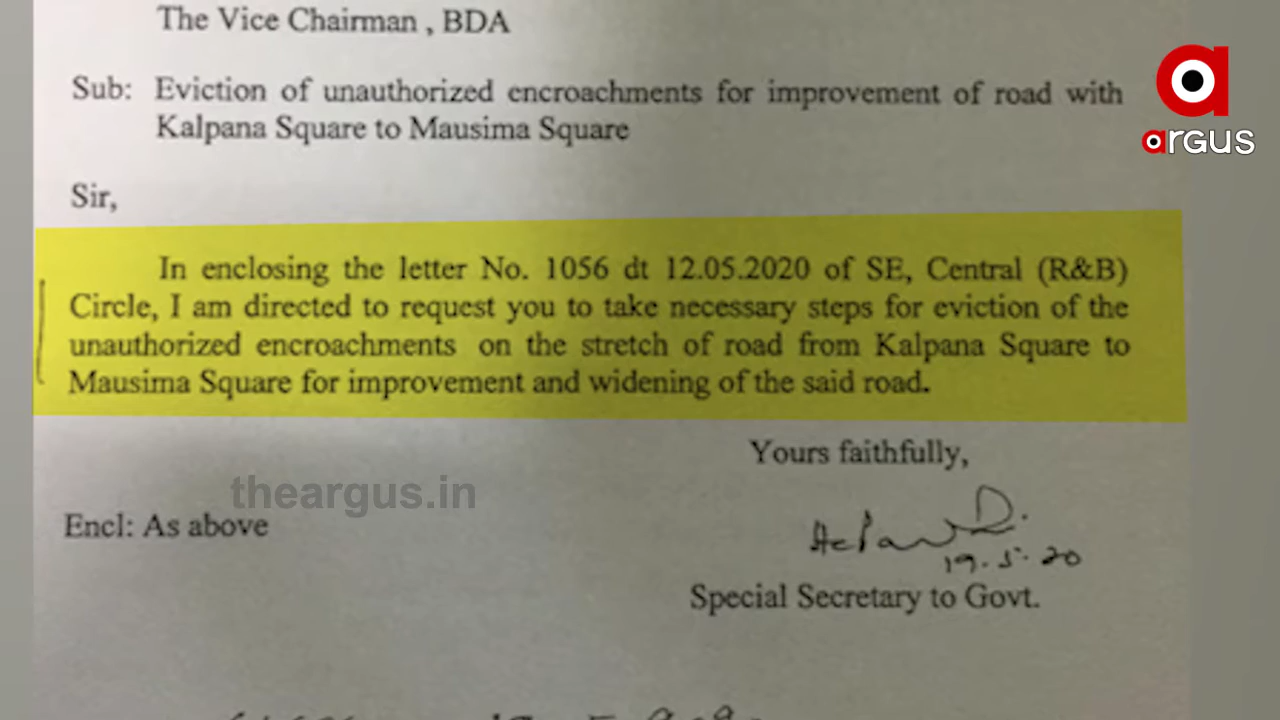 The Vice Chairman , BDA
Sub: Eviction of unauthorized encroachments for improvement of road with
Kalpana Square to Mausima Square
argus
Sir,
In enclosing the letter No. 1056 dt 12.05.2020 of SE, Central (R&B)
Circle, I am directed to request you to take necessary steps for eviction of the
unauthorized encroachments on the stretch of road from Kalpana Square to
Mausima Square for improvement and widening of the said road.
Yours faithfully,
theargus.in
Encl: As above
19.5.20
Special Secretary to Govt.